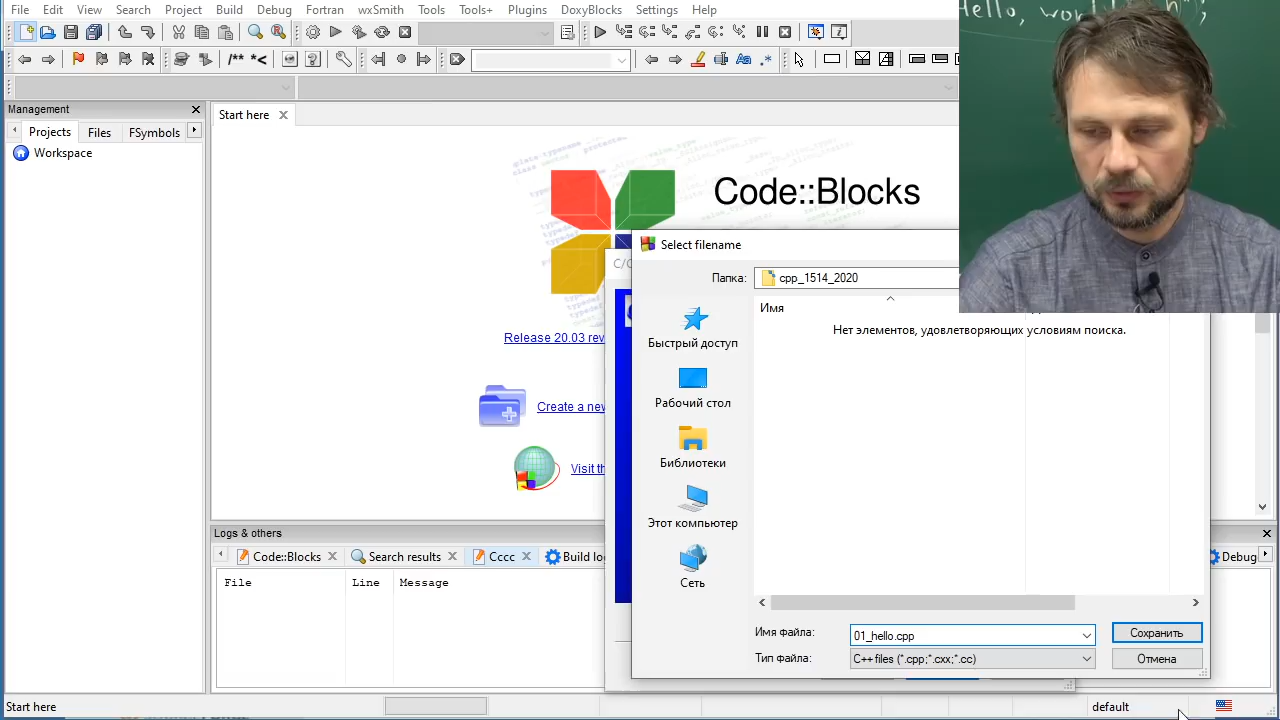 File Edit View Search Project Build Debug Fortran wxSmith Tools Tools+ Plugins DoxyBlocks Settings Help
Hello, world
/** *<
Management
Start here
Projects Files FSymbols
Workspace
Code::Blocks
Select filename
C/C
Папка: cpp_1514_2020
Имя
Нет элементов, удовлетворяющих условиям поиска.
Release 20.03 rev
Быстрый доступ
Create a new
Рабочий стол
Visit th
Библиотеки
Этот компьютер
Сеть
Logs & others
Code::Blocks Search results Cccc Build log Debug
File Line Message
Имя файла: 01_hello.cpp Сохранить
Тип файла: C++ files (*.cpp;*.cxx;*.cc) Отмена
Start here default